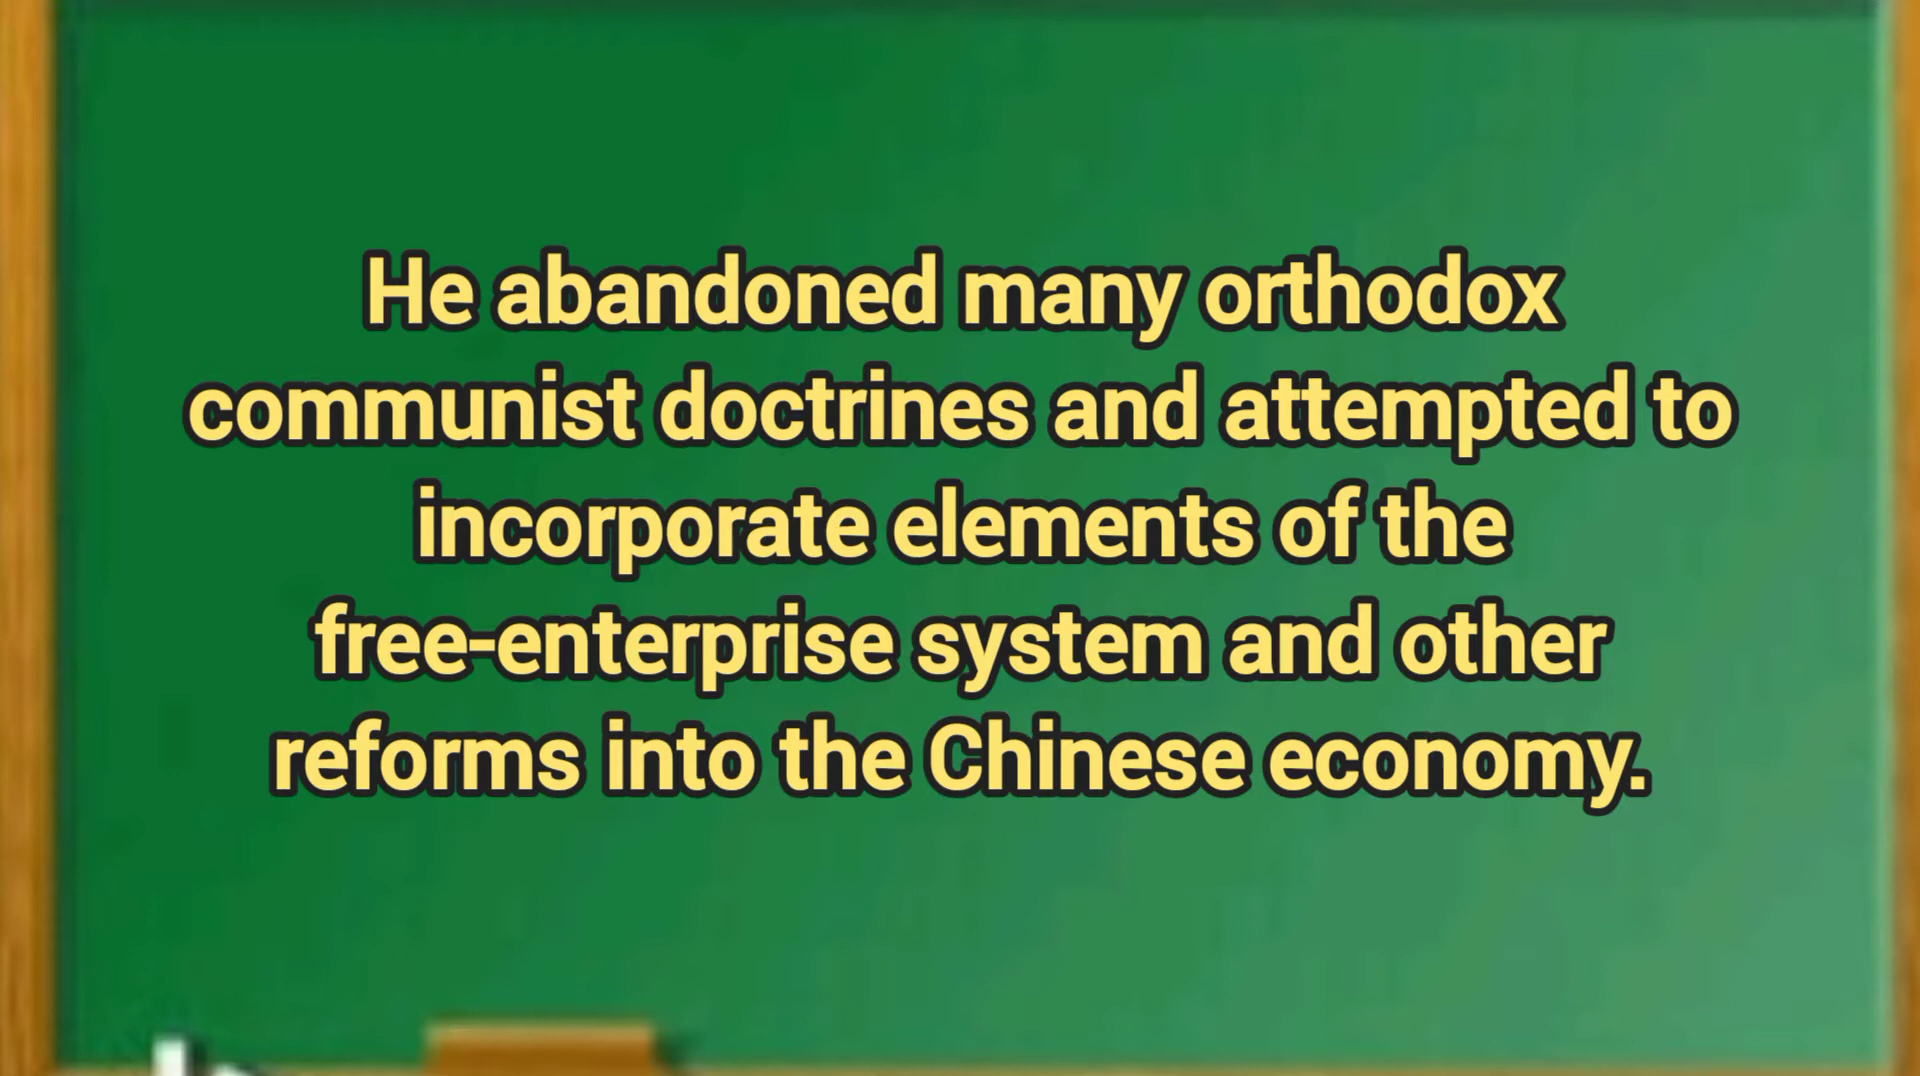 He abandoned many orthodox
communist doctrines and attempted to
incorporate elements of the
free-enterprise system and other
reforms into the Chinese economy.